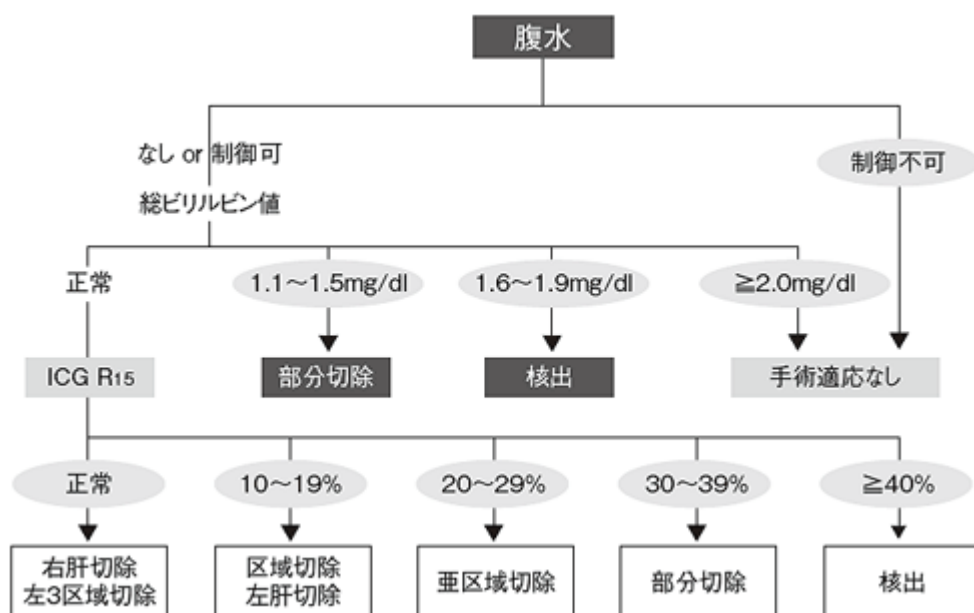 腹水
なし or 制御可
制御不可
総ビリルビン値
正常
1.1～1.5mg/dl
1.6～1.9mg/dl
≧2.0mg/dl
ICG R15
部分切除
核出
手術適応なし
正常
10～19%
20～29%
30～39%
≧40%
右肝切除
左3区域切除
区域切除
左肝切除
亜区域切除
部分切除
核出